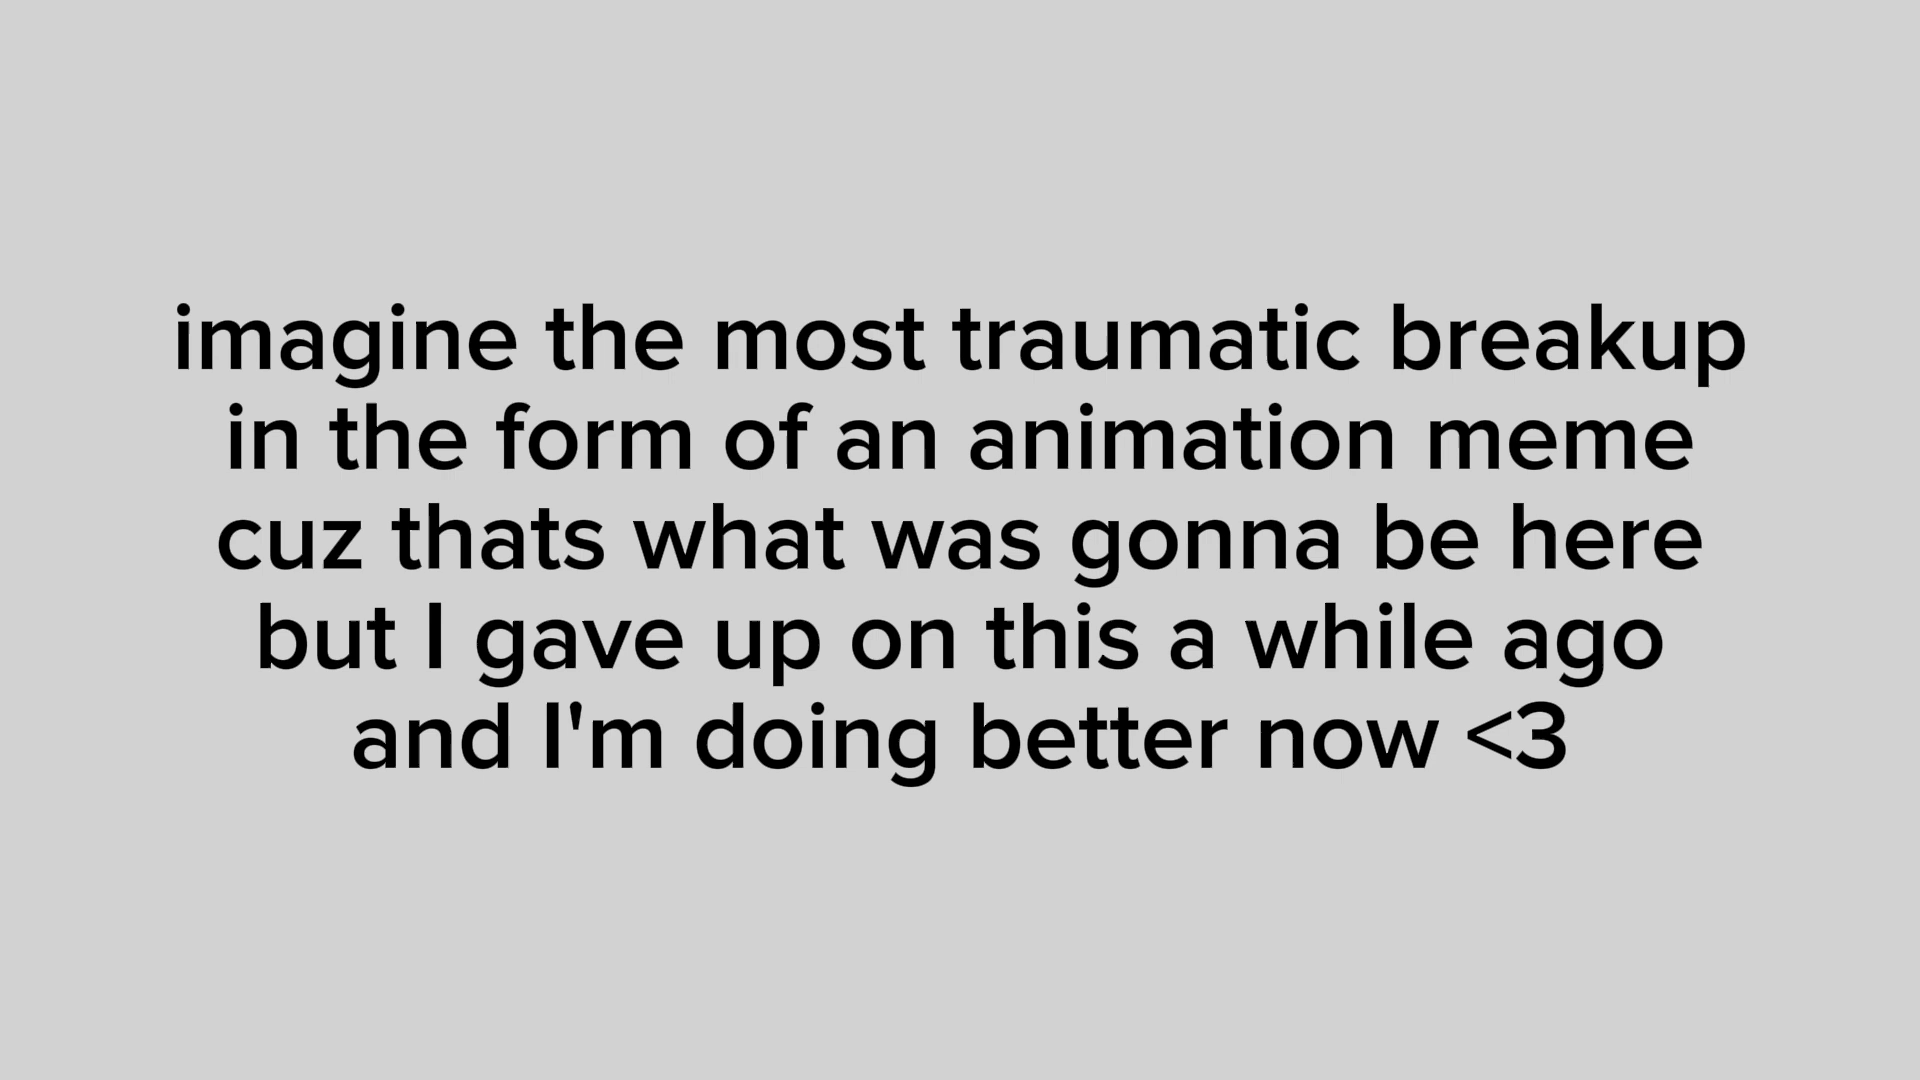 imagine the most traumatic breakup
in the form of an animation meme
cuz thats what was gonna be here
but I gave up on this a while ago
and I'm doing better now <3